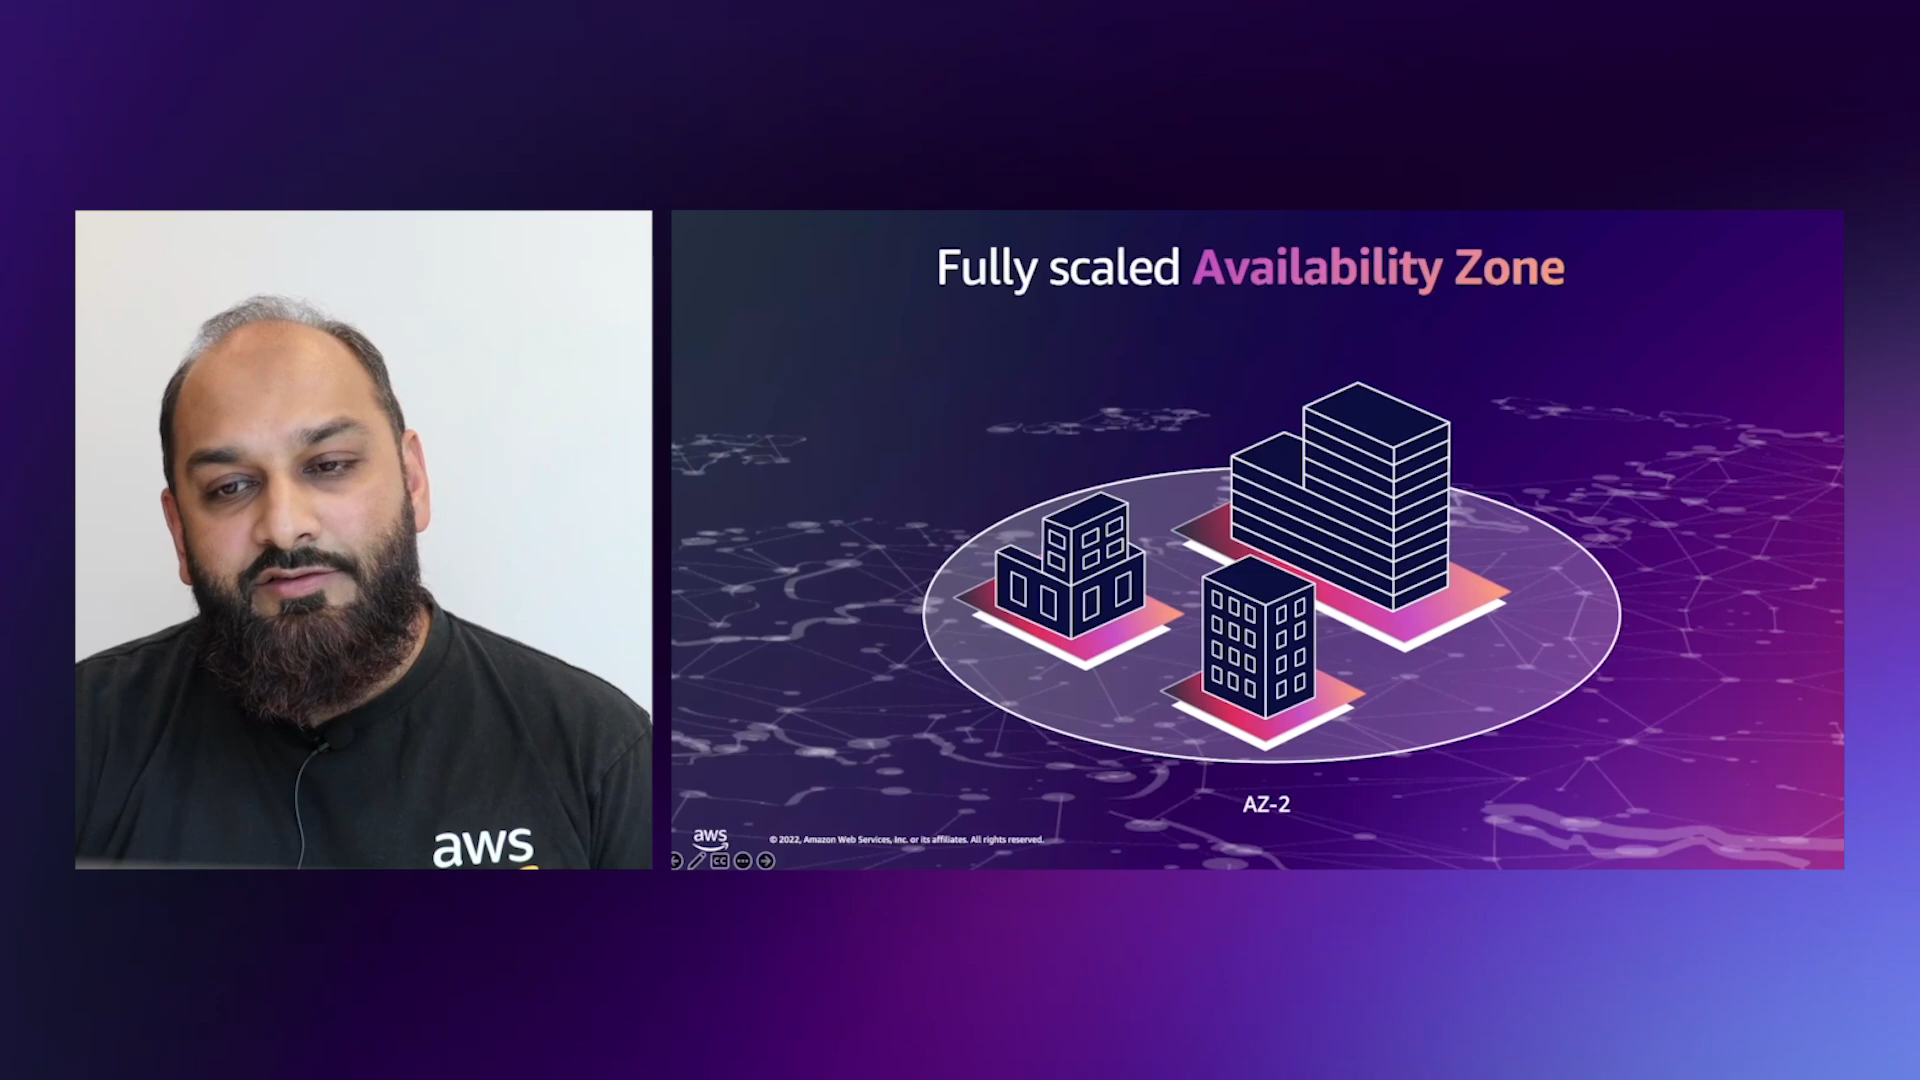 Fully scaled Availability Zone
AZ-2
aws
© 2022, Amazon Web Services, Inc. or its affiliates. All rights reserved.
CC
aws